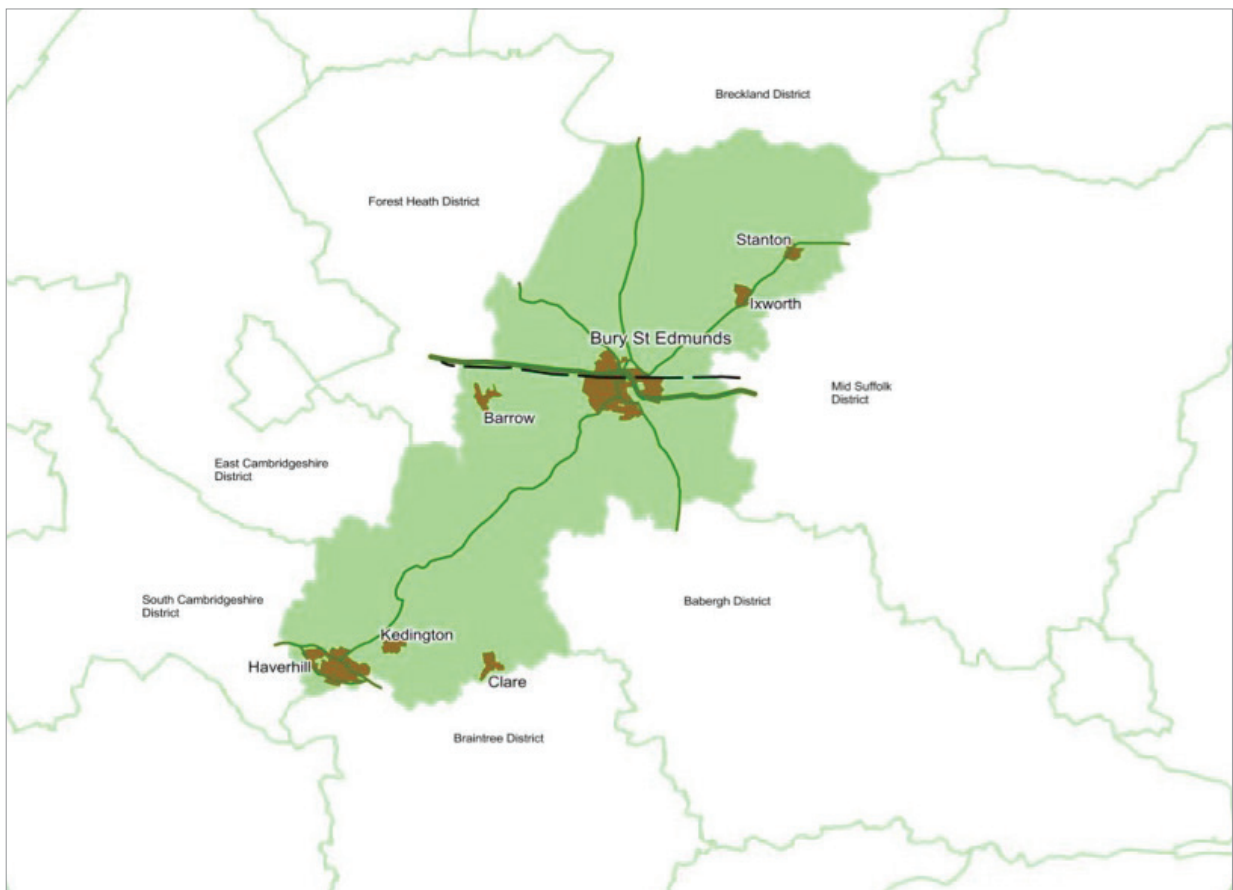 Breckland District
Forest Heath District
Stanton
Ixworth
Bury St Edmunds
Mid Suffolk
District
Barrow
East Cambridgeshire
District
South Cambridgeshire
District
Babergh District
Kedington
Haverhill
Clare
Braintree District